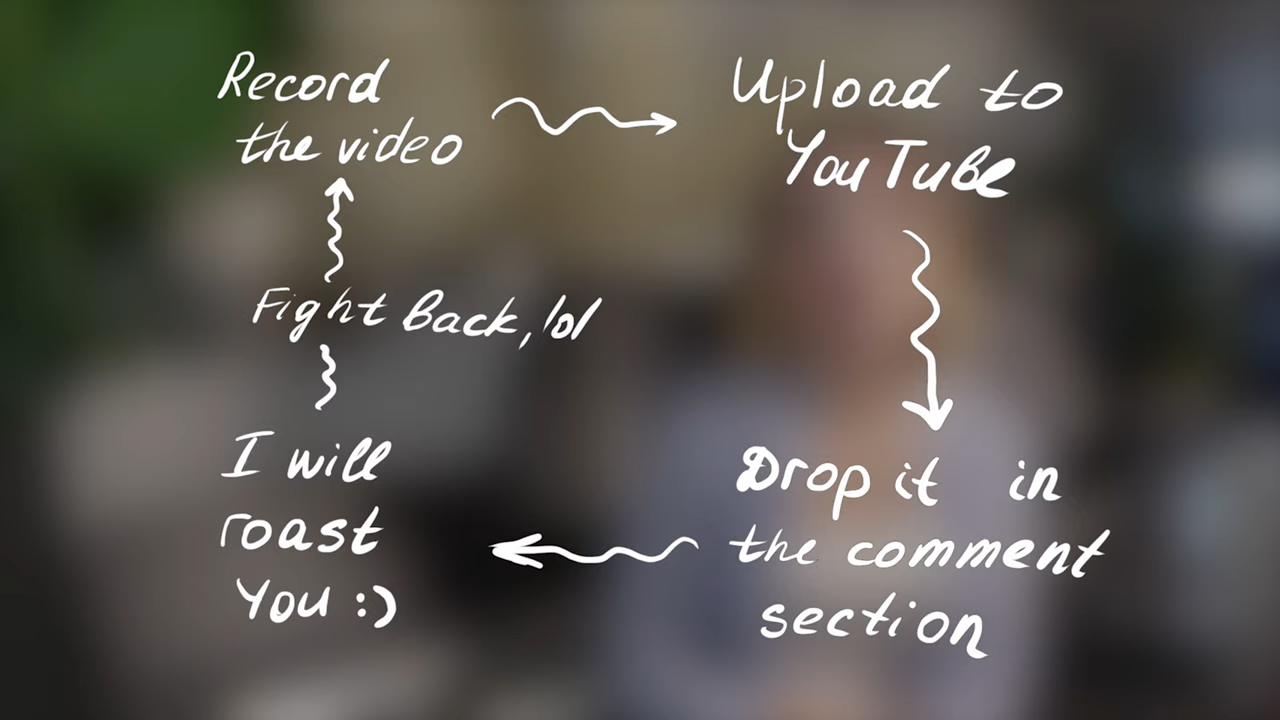 Record
the video
Upload to
YouTube
Drop it in
the comment
section
I will
roast
You :)
Fight Back, lol